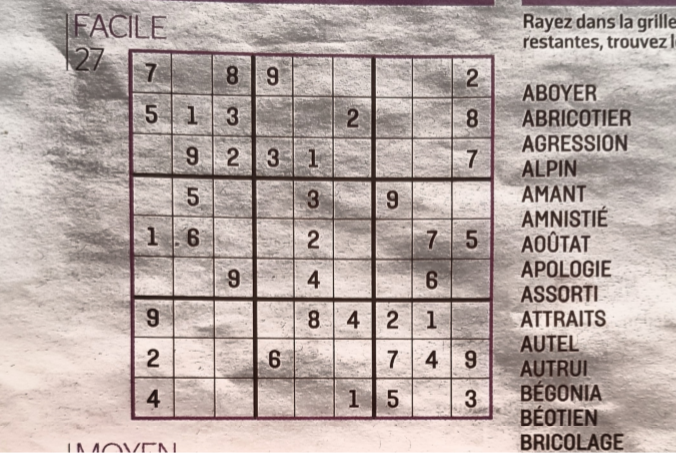 FACILE
27
7 8 9 2
5 1 3 2 8
9 2 3 1 7
5 3 9
1 6 2 7 5
9 4 6
9 8 4 2 1
2 6 7 4 9
4 1 5 3
MOYEN
Rayez dans la grille
restantes, trouvez
ABOYER
ABRICOTIER
AGRESSION
ALPIN
AMANT
AMNISTIÉ
AOÛTAT
APOLOGIE
ASSORTI
ATTRAITS
AUTEL
AUTRUI
BÉGONIA
BÉOTIEN
BRICOLAGE